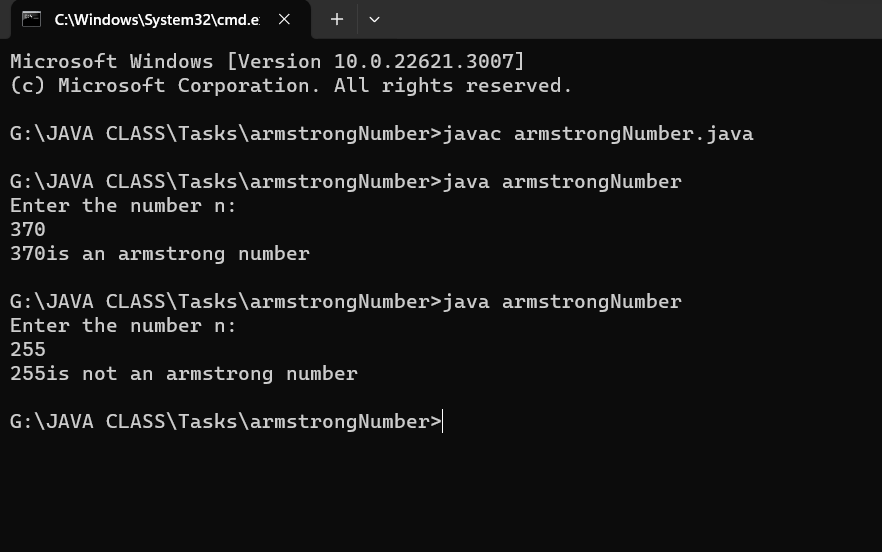 C:\Windows\System32\cmd.e
Microsoft Windows [Version 10.0.22621.3007]
(c) Microsoft Corporation. All rights reserved.
G:\JAVA CLASS\Tasks\armstrongNumber>javac armstrongNumber.java
G:\JAVA CLASS\Tasks\armstrongNumber>java armstrongNumber
Enter the number n:
370
370is an armstrong number
G:\JAVA CLASS\Tasks\armstrongNumber>java armstrongNumber
Enter the number n:
255
255is not an armstrong number
G:\JAVA CLASS\Tasks\armstrongNumber>